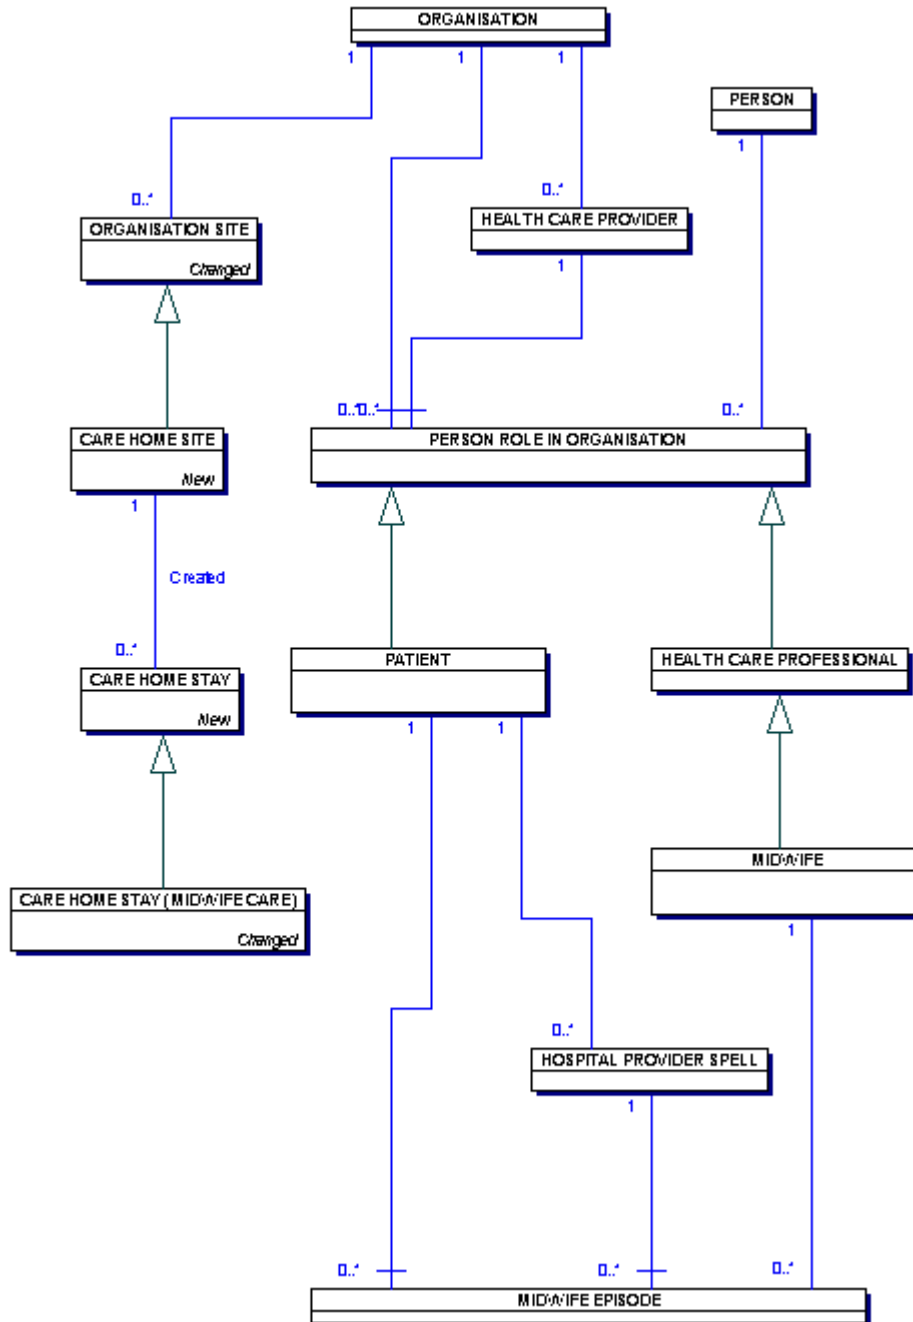 ORGANISATION
1
1
1
PERSON
1
0..*
0..*
ORGANISATION SITE
Changed
HEALTH CARE PROVIDER
1
0..*0..*
0..*
CARE HOME SITE
New
PERSON ROLE IN ORGANISATION
1
Created
0..*
PATIENT
HEALTH CARE PROFESSIONAL
CARE HOME STAY
New
1
1
MIDWIFE
CARE HOME STAY (MIDWIFE CARE)
Changed
1
0..*
HOSPITAL PROVIDER SPELL
1
0..*
0..*
0..*
MIDWIFE EPISODE